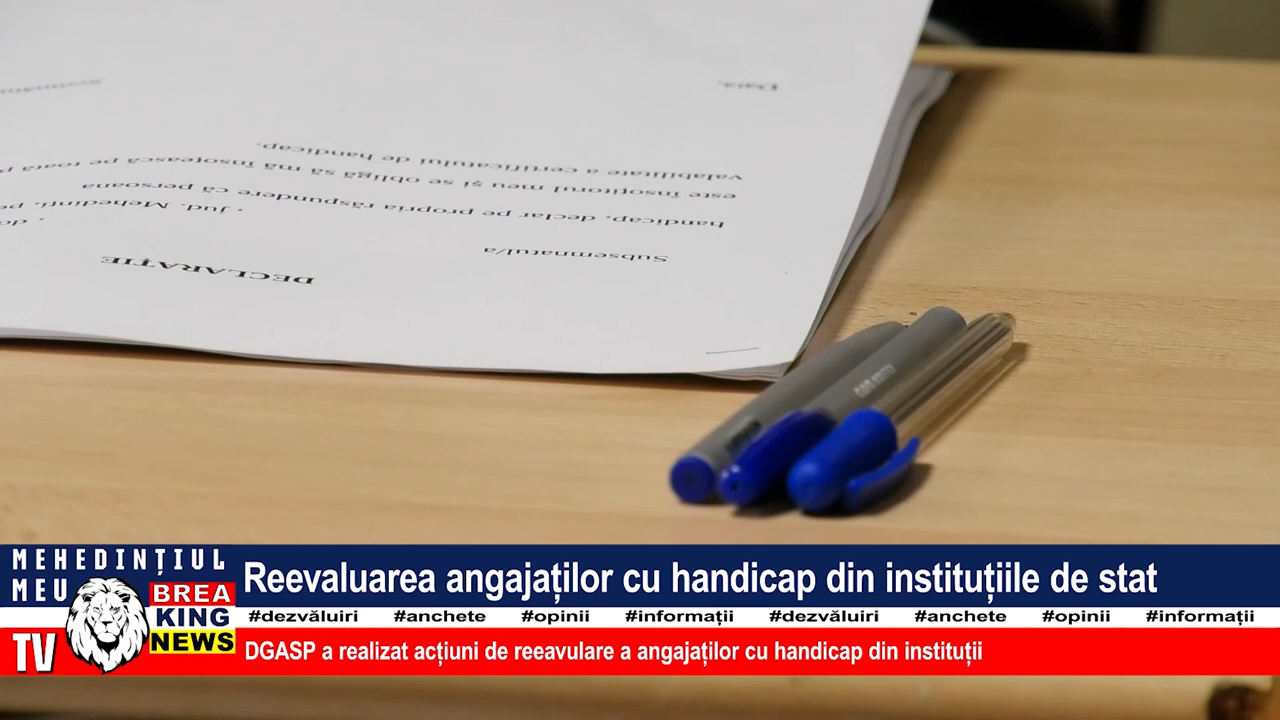 DECLARAȚIE
Subsemnatul/a
, jud. Mehedinți,
handicap, declar pe propria răspundere că persoana
este însoțitorul meu și se obligă să mă însoțească pe toată
valabilitate a certificatului de handicap.
Data,
MEHEDINȚIUL
MEU
BREA
KING
NEWS
TV
Reevaluarea angajaților cu handicap din instituțiile de stat
#dezvăluiri #anchete #opinii #informații #dezvăluiri #anchete #opinii #informații
DGASP a realizat acțiuni de reeavulare a angajaților cu handicap din instituții